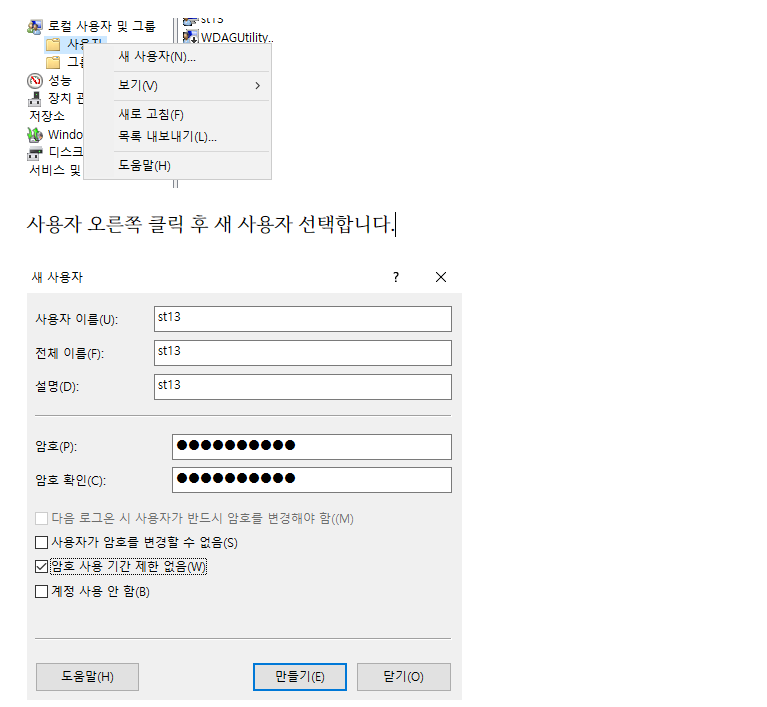 로컬 사용자 및 그룹
st13
사용자
WDAGUtility..
새 사용자(N)...
성능
보기(V)
장치
저장소
새로 고침(F)
목록 내보내기(L)...
디스크
서비스 및
도움말(H)
사용자 오른쪽 클릭 후 새 사용자 선택합니다.
새 사용자
?
사용자 이름(U):
st13
전체 이름(F):
st13
설명(D):
st13
암호(P):
●●●●●●●●●●
암호 확인(C):
●●●●●●●●●●
다음 로그온 시 사용자가 반드시 암호를 변경해야 함((M)
사용자가 암호를 변경할 수 없음(S)
암호 사용 기간 제한 없음(W)
계정 사용 안 함(B)
도움말(H)
만들기(E)
닫기(O)